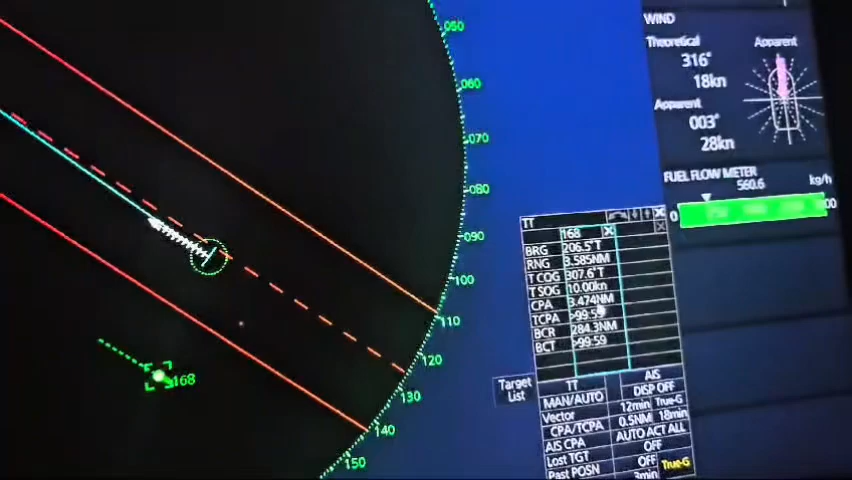 050
060
070
080
090
100
110
120
130
140
150
168
WIND
Theoretical
Apparent
316°
18kn
Apparent
003°
28kn
FUEL FLOW METER
560.6
kg/h
0
TT
168
BRG 206.5°T
RNG 3.585NM
T COG 307.6°T
T SOG 10.00kn
CPA 3.474NM
TCPA >99:59
BCR 284.3NM
BCT >99:59
Target
List
TT
AIS
MAN/AUTO
DISP OFF
Vector
12min True-G
CPA/TCPA
0.5NM 18min
AIS CPA
AUTO ACT ALL
Lost TGT
OFF
Past POSN
OFF True-G
3min